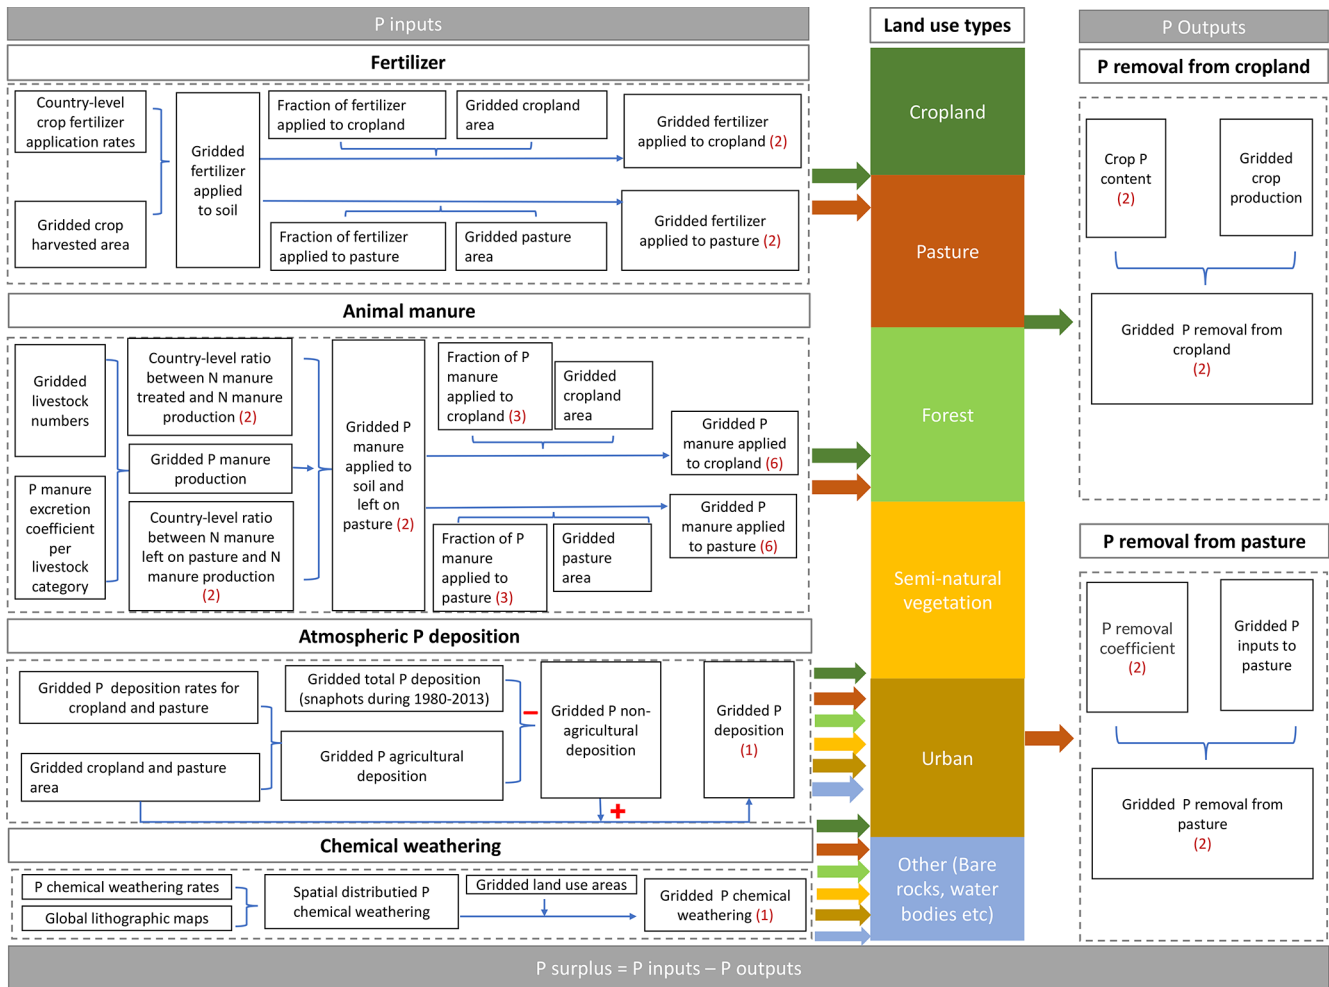 P inputs
Fertilizer
Country-level
crop fertilizer
application rates
Gridded crop
harvested area
Gridded
fertilizer
applied
to soil
Fraction of fertilizer
applied to cropland
Gridded cropland
area
Gridded fertilizer
applied to cropland (2)
Fraction of fertilizer
applied to pasture
Gridded pasture
area
Gridded fertilizer
applied to pasture (2)
Animal manure
Gridded
livestock
numbers
P manure
excretion
coefficient
per
livestock
category
Country-level ratio
between N manure
treated and N manure
production (2)
Gridded P manure
production
Country-level ratio
between N manure
left on pasture and N
manure production
(2)
Gridded P
manure
applied to
soil and
left on
pasture (2)
Fraction of P
manure
applied to
cropland (3)
Gridded
cropland
area
Gridded P
manure applied
to cropland (6)
Fraction of P
manure
applied to
pasture (3)
Gridded
pasture
area
Gridded P
manure applied
to pasture (6)
Atmospheric P deposition
Gridded P  deposition rates for
cropland and pasture
Gridded cropland and pasture
area
Gridded total P deposition
(snaphots during 1980-2013)
Gridded P agricultural
deposition
−
Gridded P non-
agricultural
deposition
+
Gridded P
deposition
(1)
Chemical weathering
P chemical weathering rates
Global lithographic maps
Spatial distributied P
chemical weathering
Gridded land use areas
Gridded  P chemical
weathering (1)
Land use types
Cropland
Pasture
Forest
Semi-natural
vegetation
Urban
Other (Bare
rocks, water
bodies etc)
P Outputs
P removal from cropland
Crop P
content
(2)
Gridded
crop
production
Gridded  P removal from
cropland
(2)
P removal from pasture
P removal
coefficient
(2)
Gridded P
inputs to
pasture
Gridded  P removal from
pasture
(2)
P surplus = P inputs – P outputs